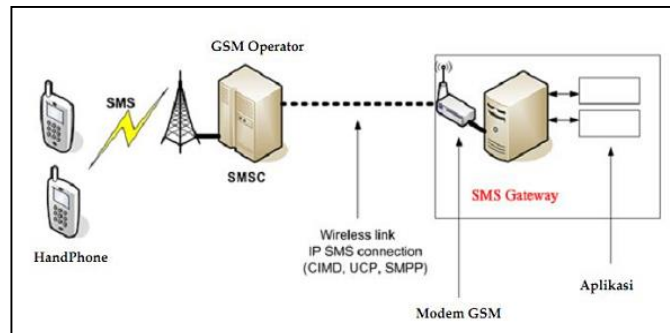 GSM Operator
SMS
SMSC
HandPhone
Wireless link
IP SMS connection
(CIMD, UCP, SMPP)
SMS Gateway
Modem GSM
Aplikasi